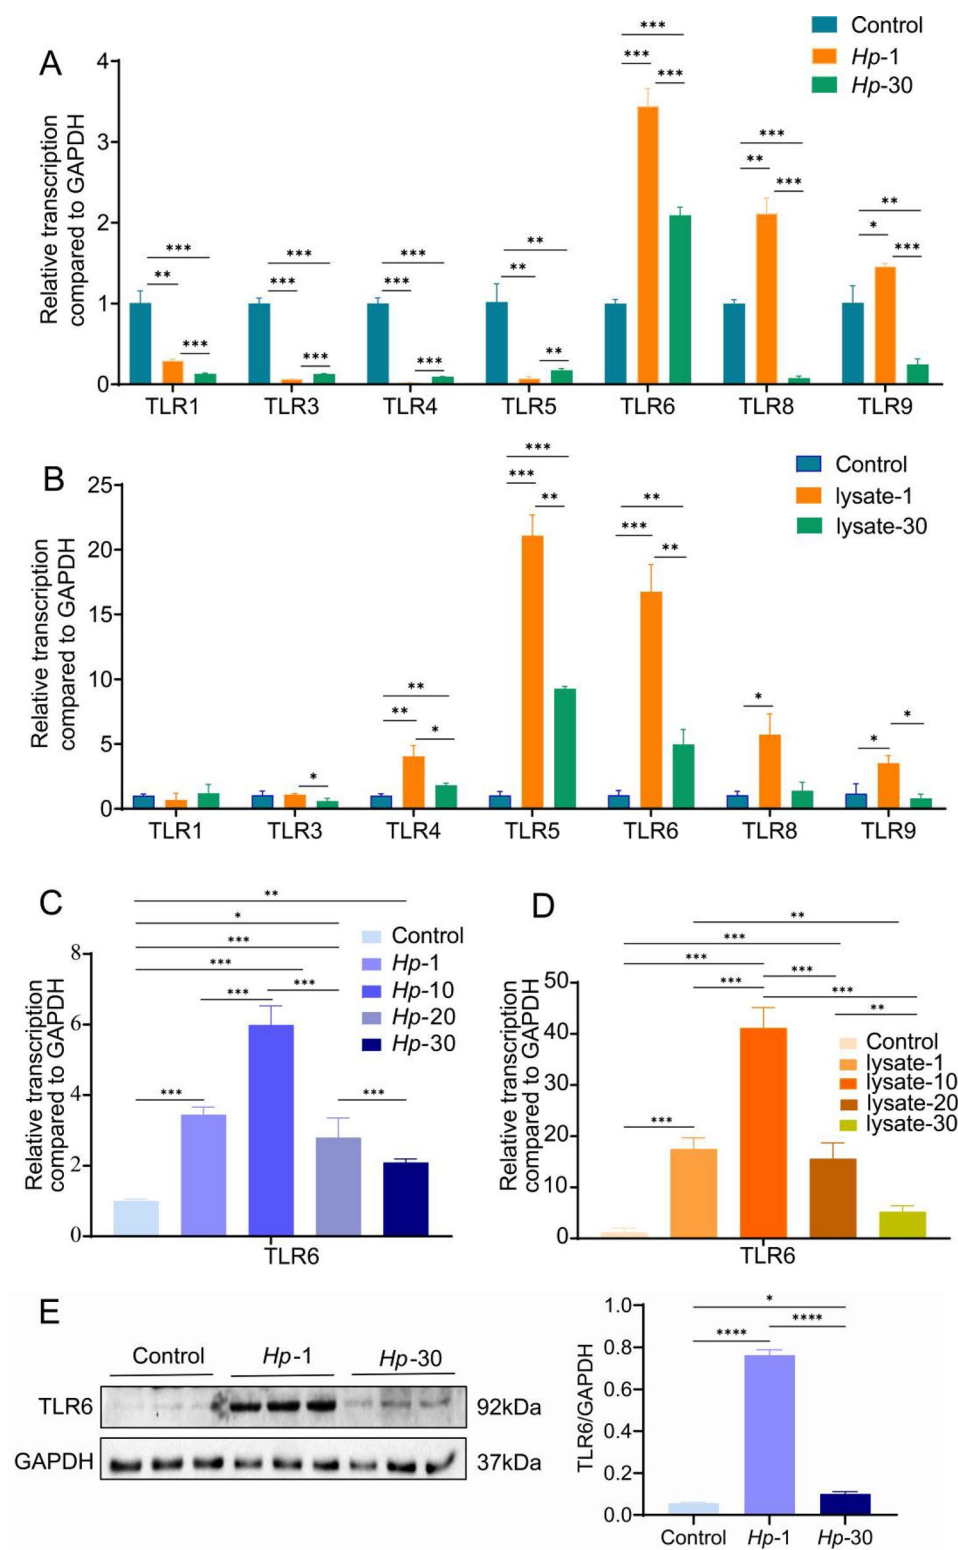 A
Control
Hp-1
Hp-30
Relative transcription
compared to GAPDH
4
3
2
1
0
***
***
***
***
**
***
***
**
***
***
***
***
***
***
**
**
**
***
**
***
**
*
***
TLR1 TLR3 TLR4 TLR5 TLR6 TLR8 TLR9
B
Control
lysate-1
lysate-30
Relative transcription
compared to GAPDH
25
20
15
10
5
0
*
**
**
*
***
***
**
**
***
**
*
*
*
TLR1 TLR3 TLR4 TLR5 TLR6 TLR8 TLR9
C
Control
Hp-1
Hp-10
Hp-20
Hp-30
Relative transcription
compared to GAPDH
8
6
4
2
0
**
*
***
***
***
***
***
***
TLR6
D
Control
lysate-1
lysate-10
lysate-20
lysate-30
Relative transcription
compared to GAPDH
50
40
30
20
10
0
**
***
***
***
***
***
**
***
TLR6
E
Control Hp-1 Hp-30
TLR6 92kDa
GAPDH 37kDa
TLR6/GAPDH
1.0
0.8
0.6
0.4
0.2
0.0
*
****
****
Control Hp-1 Hp-30